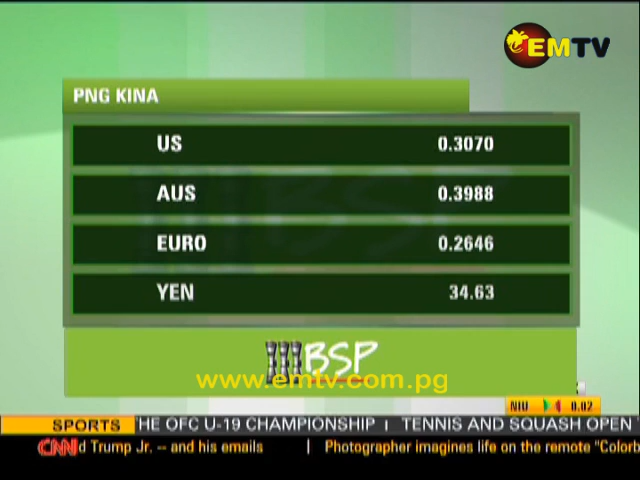 EMTV
PNG KINA
US 0.3070
AUS 0.3988
EURO 0.2646
YEN 34.63
BSP
www.emtv.com.pg
NIU 0.02
SPORTS HE OFC U-19 CHAMPIONSHIP | TENNIS AND SQUASH OPEN
CNN d Trump Jr. -- and his emails | Photographer imagines life on the remote "Colorb